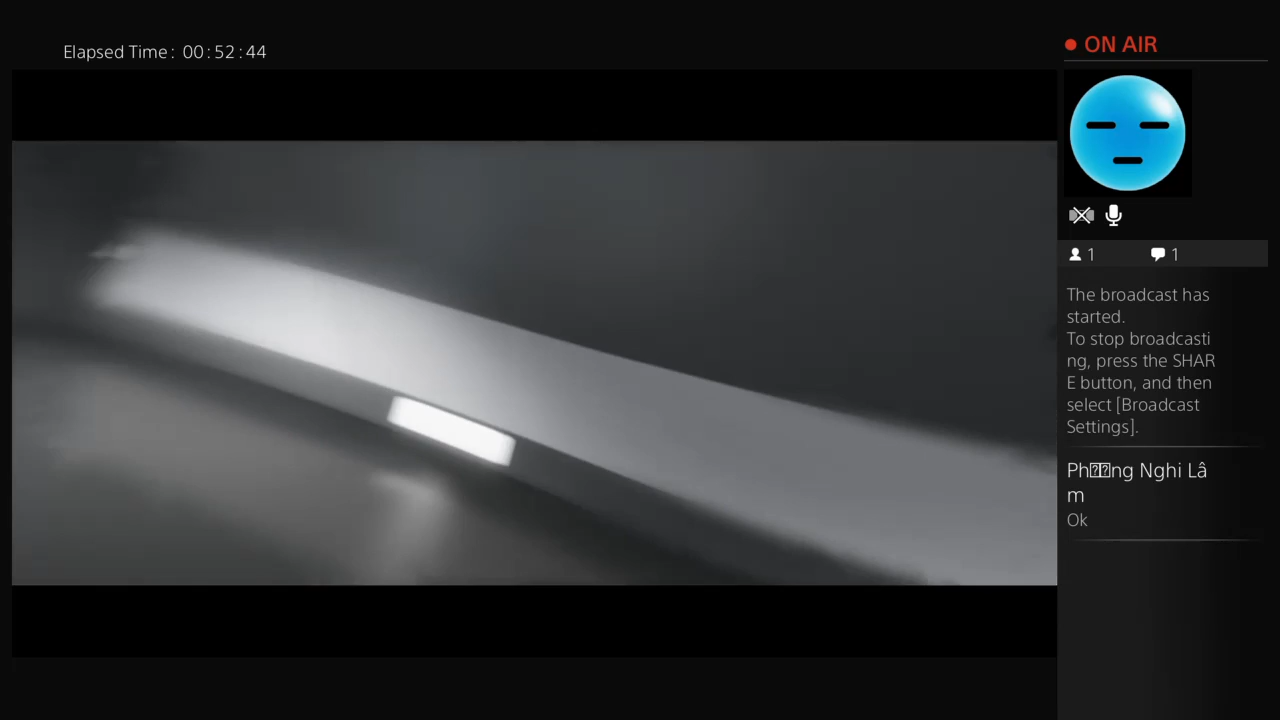 Elapsed Time: 00:52:44
ON AIR
1
1
The broadcast has
started.
To stop broadcasti
ng, press the SHAR
E button, and then
select [Broadcast
Settings].
Ph⍰⍰ng Nghi Lâ
m
Ok